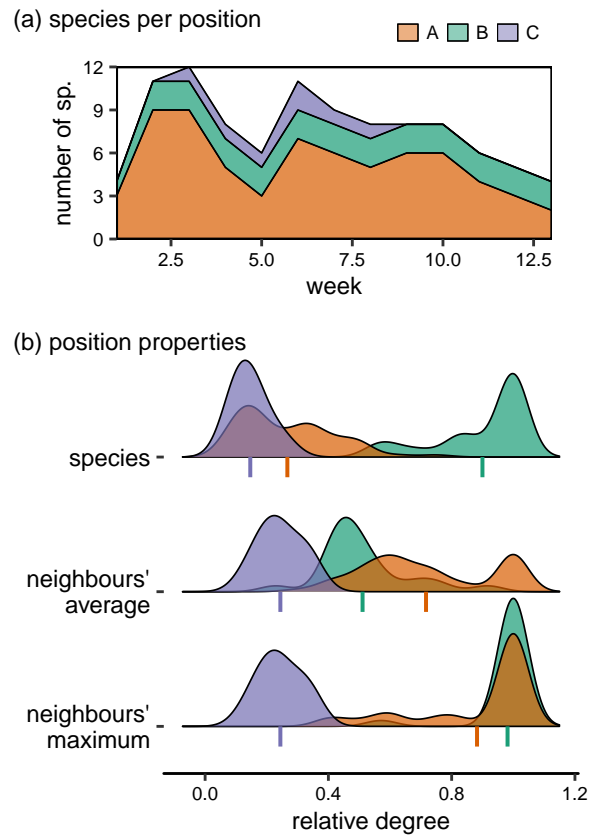 (a) species per position
A B C
12
9
6
3
0
number of sp.
2.5 5.0 7.5 10.0 12.5
week
(b) position properties
species
neighbours'
average
neighbours'
maximum
0.0 0.4 0.8 1.2
relative degree